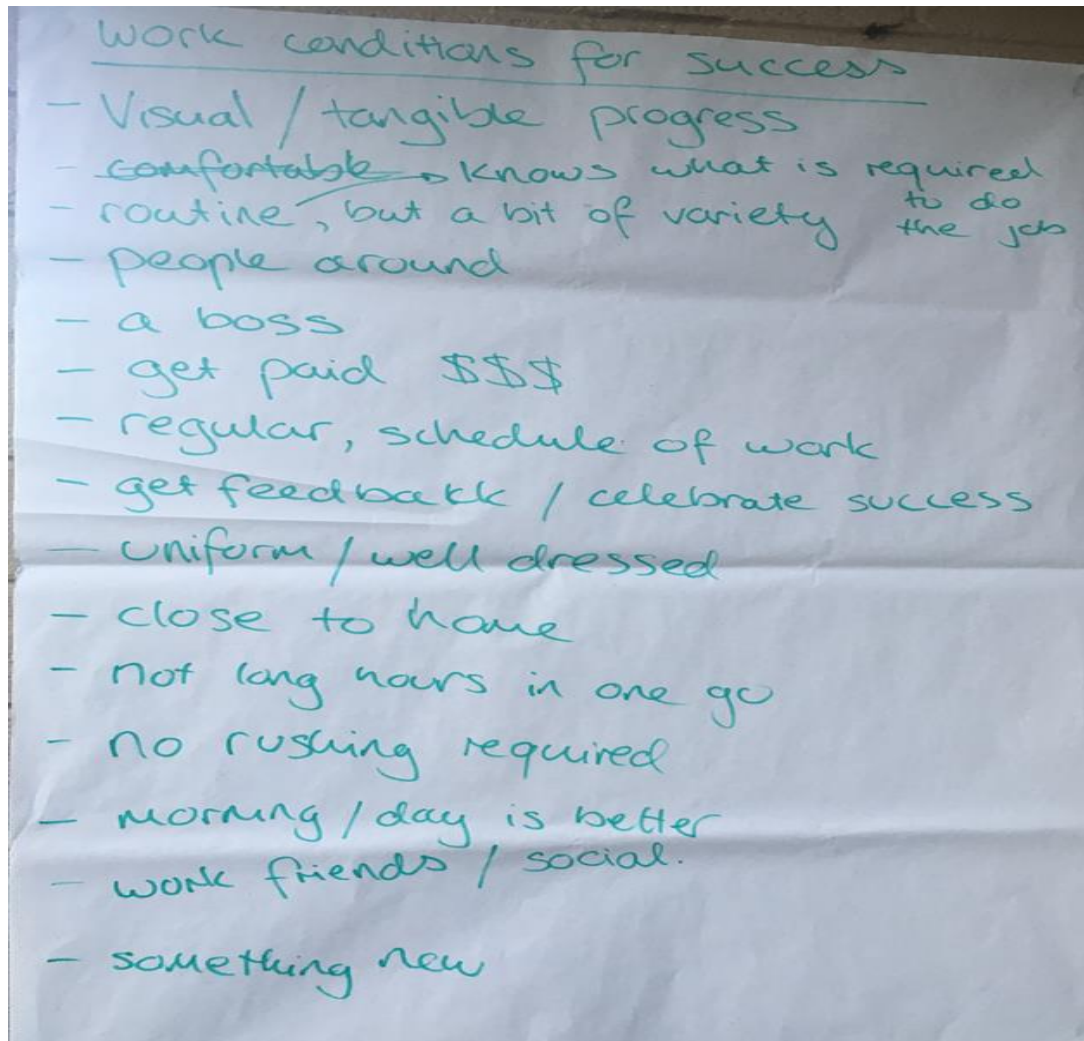 Work conditions for success
- Visual / tangible progress
- comfortable → knows what is required
to do
- routine, but a bit of variety
the job
- people around
- a boss
- get paid $$$
- regular, schedule of work
- get feedback / celebrate success
- uniform / well dressed
- close to home
- not long hours in one go
- no rushing required
- morning / day is better
- work friends / social.
- something new